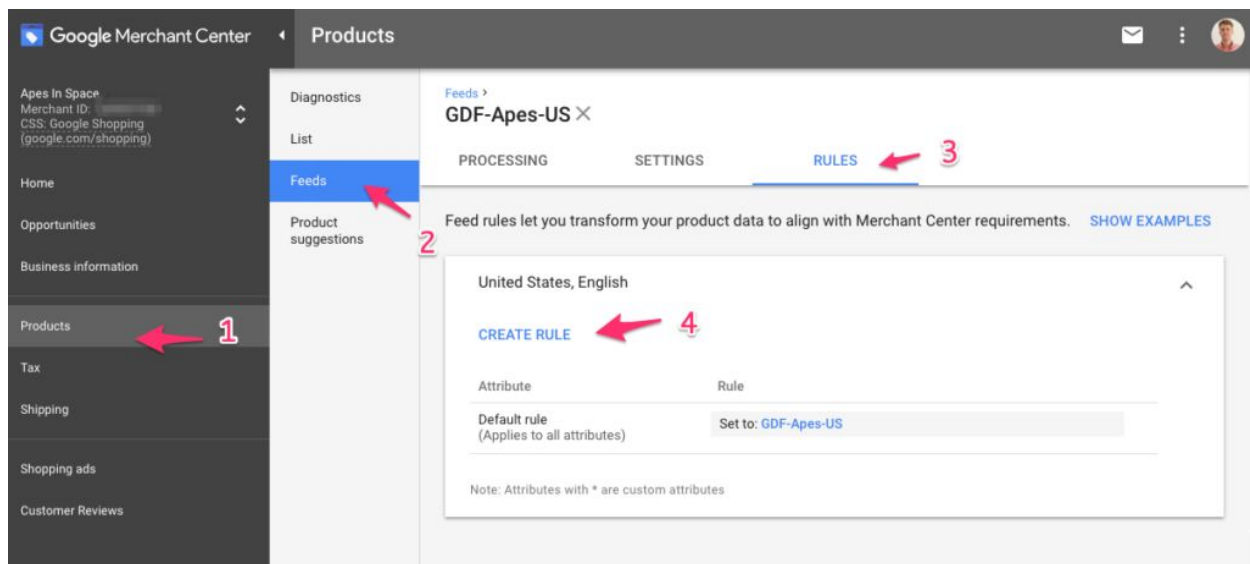 Google Merchant Center
Products
Apes In Space
Merchant ID:
CSS: Google Shopping
(google.com/shopping)
Home
Opportunities
Business information
Products
1
Tax
Shipping
Shopping ads
Customer Reviews
Diagnostics
List
Feeds
2
Product
suggestions
Feeds ›
GDF-Apes-US ×
PROCESSING SETTINGS RULES
3
Feed rules let you transform your product data to align with Merchant Center requirements. SHOW EXAMPLES
United States, English
CREATE RULE
4
Attribute Rule
Default rule
(Applies to all attributes)
Set to: GDF-Apes-US
Note: Attributes with * are custom attributes